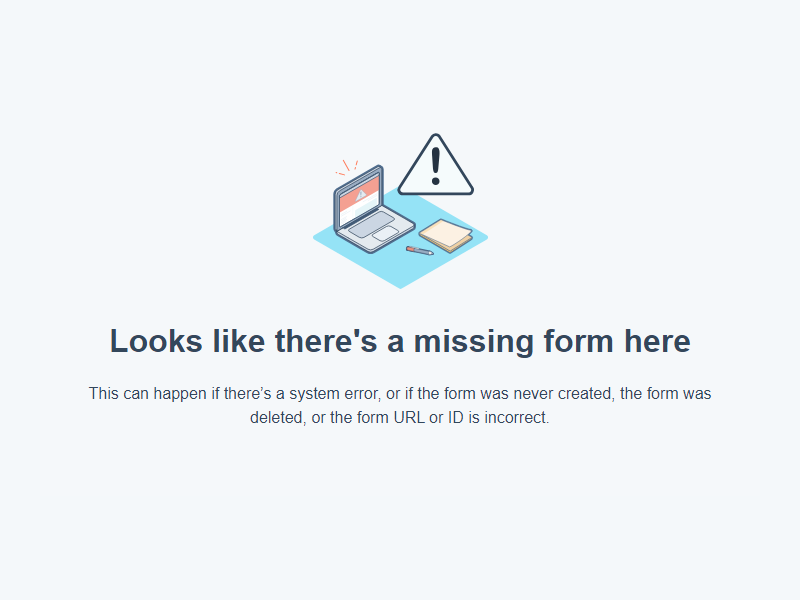 Looks like there's a missing form here
This can happen if there’s a system error, or if the form was never created, the form was
deleted, or the form URL or ID is incorrect.